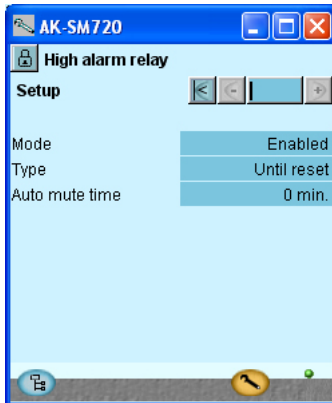 AK-SM720
High alarm relay
Setup
Mode Enabled
Type Until reset
Auto mute time 0 min.